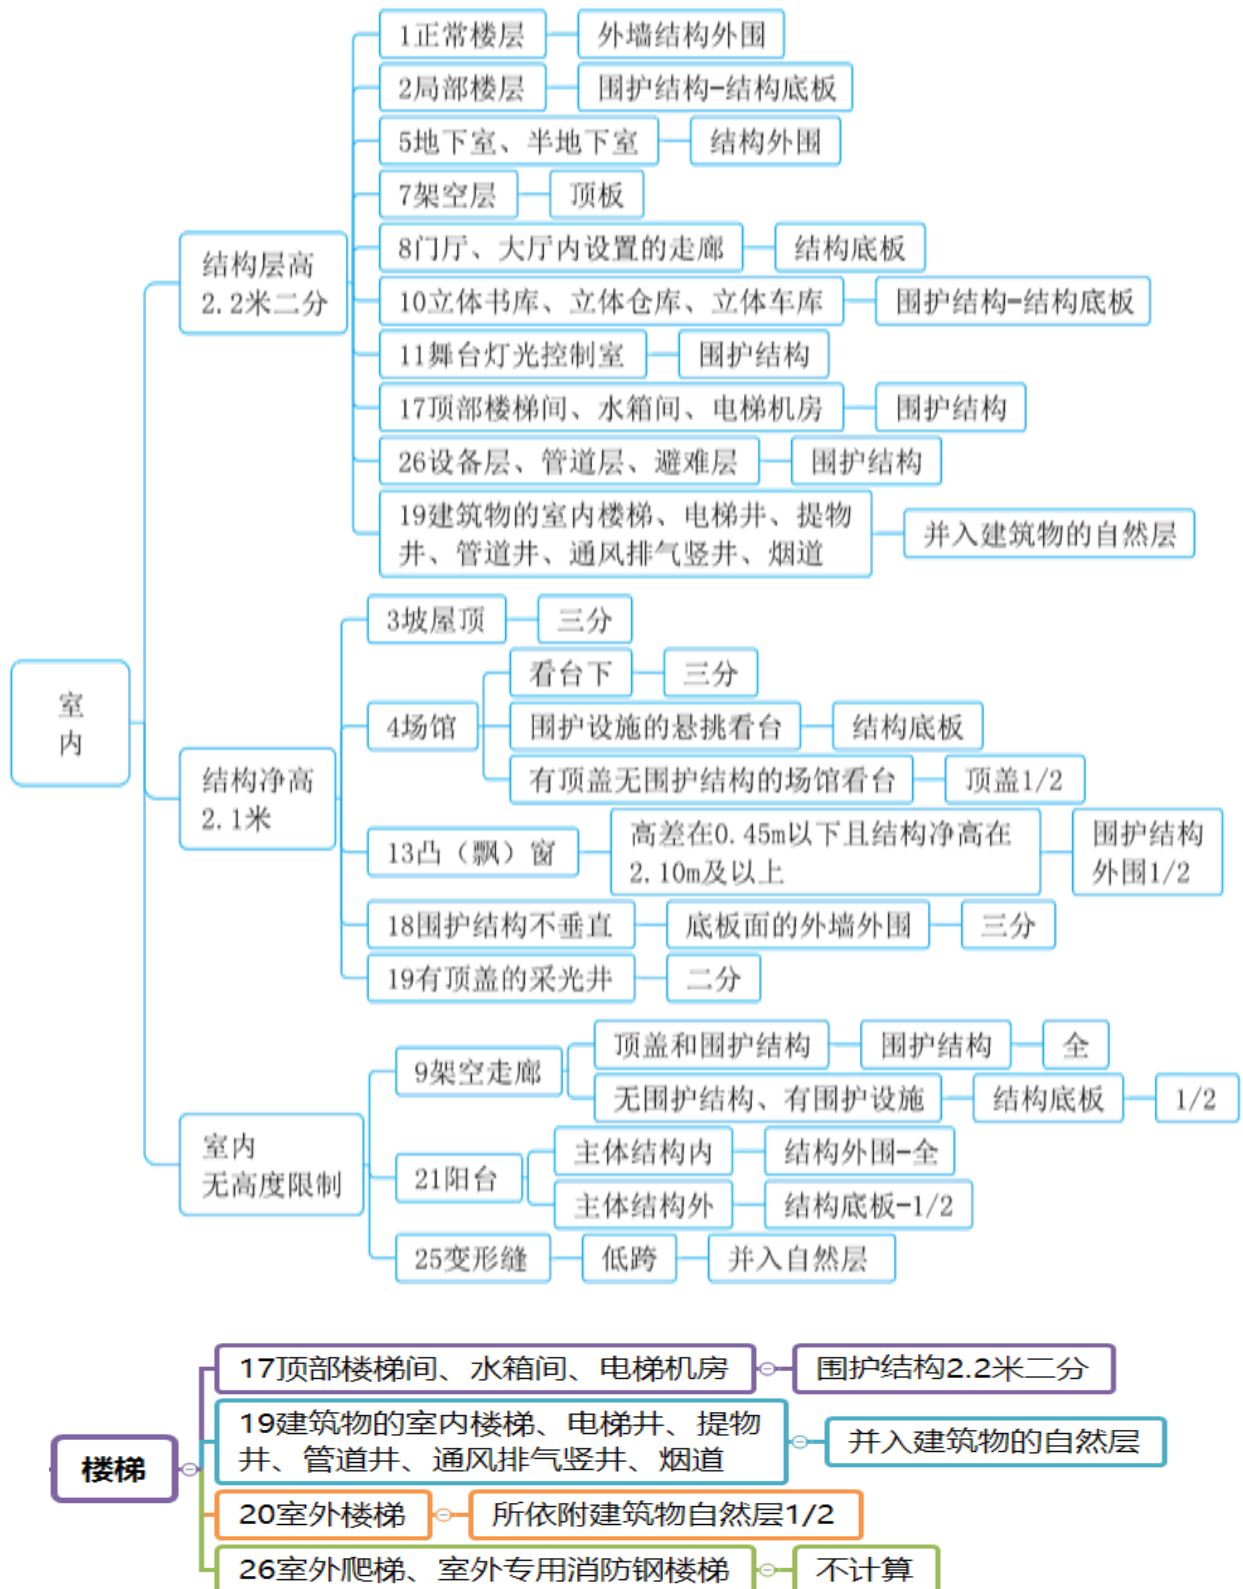 1正常楼层
外墙结构外围
2局部楼层
围护结构-结构底板
5地下室、半地下室
结构外围
7架空层
顶板
结构层高
2.2米二分
8门厅、大厅内设置的走廊
结构底板
10立体书库、立体仓库、立体车库
围护结构-结构底板
11舞台灯光控制室
围护结构
17顶部楼梯间、水箱间、电梯机房
围护结构
26设备层、管道层、避难层
围护结构
19建筑物的室内楼梯、电梯井、提物
井、管道井、通风排气竖井、烟道
并入建筑物的自然层
室
内
结构净高
2.1米
3坡屋顶
三分
4场馆
看台下
三分
围护设施的悬挑看台
结构底板
有顶盖无围护结构的场馆看台
顶盖1/2
13凸（飘）窗
高差在0.45m以下且结构净高在
2.10m及以上
围护结构
外围1/2
18围护结构不垂直
底板面的外墙外围
三分
19有顶盖的采光井
二分
室内
无高度限制
9架空走廊
顶盖和围护结构
围护结构
全
无围护结构、有围护设施
结构底板
1/2
21阳台
主体结构内
结构外围-全
主体结构外
结构底板-1/2
25变形缝
低跨
并入自然层
楼梯
17顶部楼梯间、水箱间、电梯机房
围护结构2.2米二分
19建筑物的室内楼梯、电梯井、提物
井、管道井、通风排气竖井、烟道
并入建筑物的自然层
20室外楼梯
所依附建筑物自然层1/2
26室外爬梯、室外专用消防钢楼梯
不计算